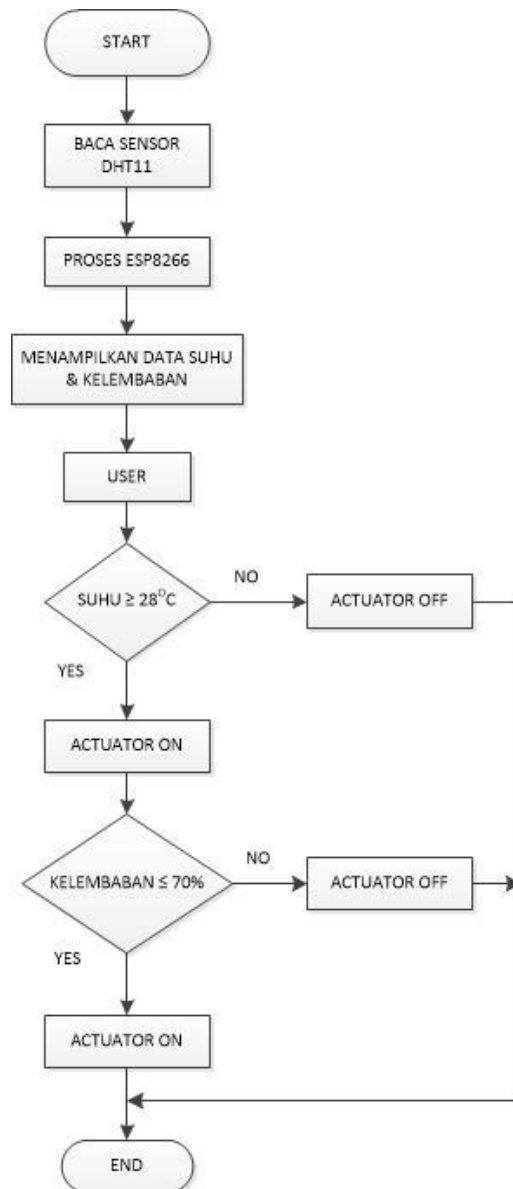 START
BACA SENSOR
DHT11
PROSES ESP8266
MENAMPILKAN DATA SUHU
& KELEMBABAN
USER
SUHU ≥ 28°C
NO
ACTUATOR OFF
YES
ACTUATOR ON
KELEMBABAN ≤ 70%
NO
ACTUATOR OFF
YES
ACTUATOR ON
END